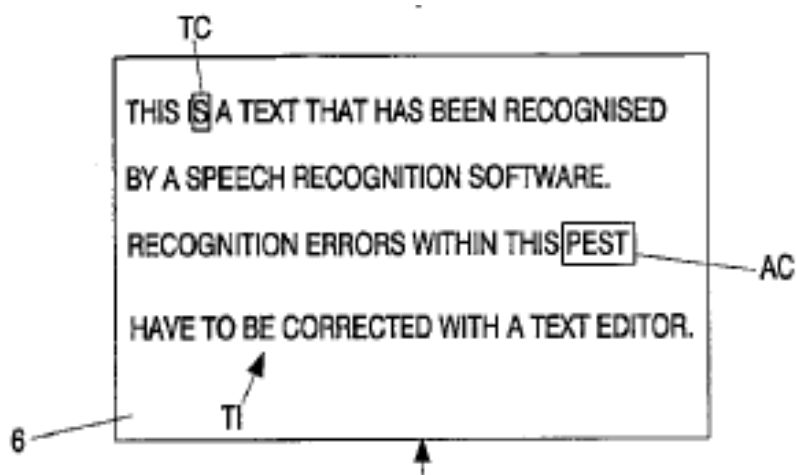 TC
THIS IS A TEXT THAT HAS BEEN RECOGNISED
BY A SPEECH RECOGNITION SOFTWARE.
RECOGNITION ERRORS WITHIN THIS PEST
AC
HAVE TO BE CORRECTED WITH A TEXT EDITOR.
TI
6